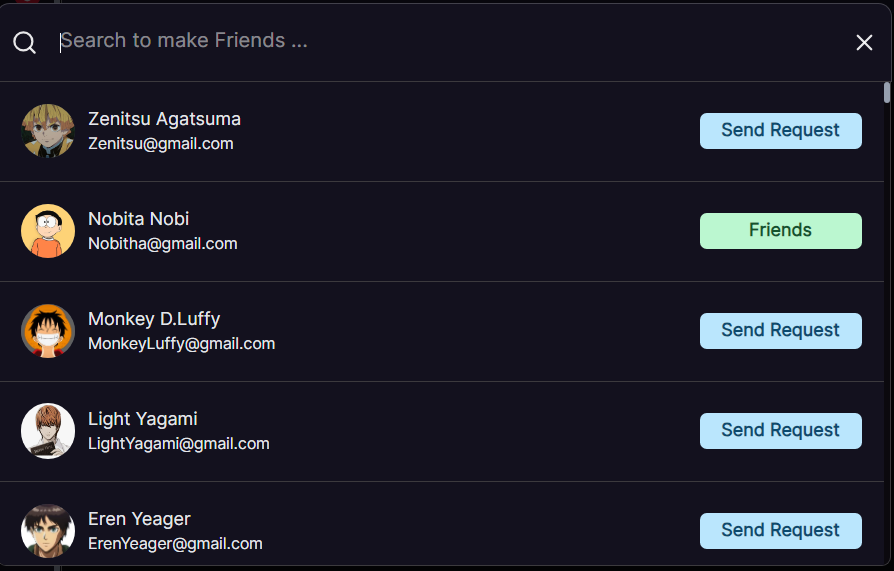 Search to make Friends ...
Zenitsu Agatsuma
Zenitsu@gmail.com
Send Request
Nobita Nobi
Nobitha@gmail.com
Friends
Monkey D.Luffy
MonkeyLuffy@gmail.com
Send Request
Light Yagami
LightYagami@gmail.com
Send Request
Eren Yeager
ErenYeager@gmail.com
Send Request